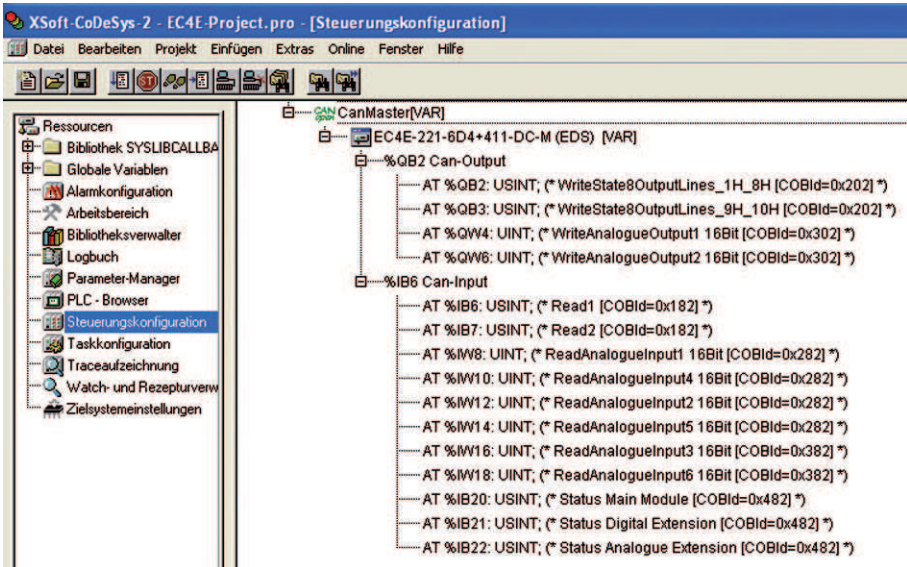 XSoft-CoDeSys-2 - EC4E-Project.pro - [Steuerungskonfiguration]
Datei Bearbeiten Projekt Einfügen Extras Online Fenster Hilfe
Ressourcen
Bibliothek SYSLIBCALLBA
Globale Variablen
Alarmkonfiguration
Arbeitsbereich
Bibliotheksverwalter
Logbuch
Parameter-Manager
PLC - Browser
Steuerungskonfiguration
Taskkonfiguration
Traceaufzeichnung
Watch- und Rezepturverw
Zielsystemeinstellungen
CAN open CanMaster[VAR]
EC4E-221-6D4+411-DC-M (EDS) [VAR]
%QB2 Can-Output
AT %QB2: USINT; (* WriteState8OutputLines_1H_8H [COBId=0x202] *)
AT %QB3: USINT; (* WriteState8OutputLines_9H_10H [COBId=0x202] *)
AT %QW4: UINT; (* WriteAnalogueOutput1 16Bit [COBId=0x302] *)
AT %QW6: UINT; (* WriteAnalogueOutput2 16Bit [COBId=0x302] *)
%IB6 Can-Input
AT %IB6: USINT; (* Read1 [COBId=0x182] *)
AT %IB7: USINT; (* Read2 [COBId=0x182] *)
AT %IW8: UINT; (* ReadAnalogueInput1 16Bit [COBId=0x282] *)
AT %IW10: UINT; (* ReadAnalogueInput4 16Bit [COBId=0x282] *)
AT %IW12: UINT; (* ReadAnalogueInput2 16Bit [COBId=0x282] *)
AT %IW14: UINT; (* ReadAnalogueInput5 16Bit [COBId=0x282] *)
AT %IW16: UINT; (* ReadAnalogueInput3 16Bit [COBId=0x382] *)
AT %IW18: UINT; (* ReadAnalogueInput6 16Bit [COBId=0x382] *)
AT %IB20: USINT; (* Status Main Module [COBId=0x482] *)
AT %IB21: USINT; (* Status Digital Extension [COBId=0x482] *)
AT %IB22: USINT; (* Status Analogue Extension [COBId=0x482] *)